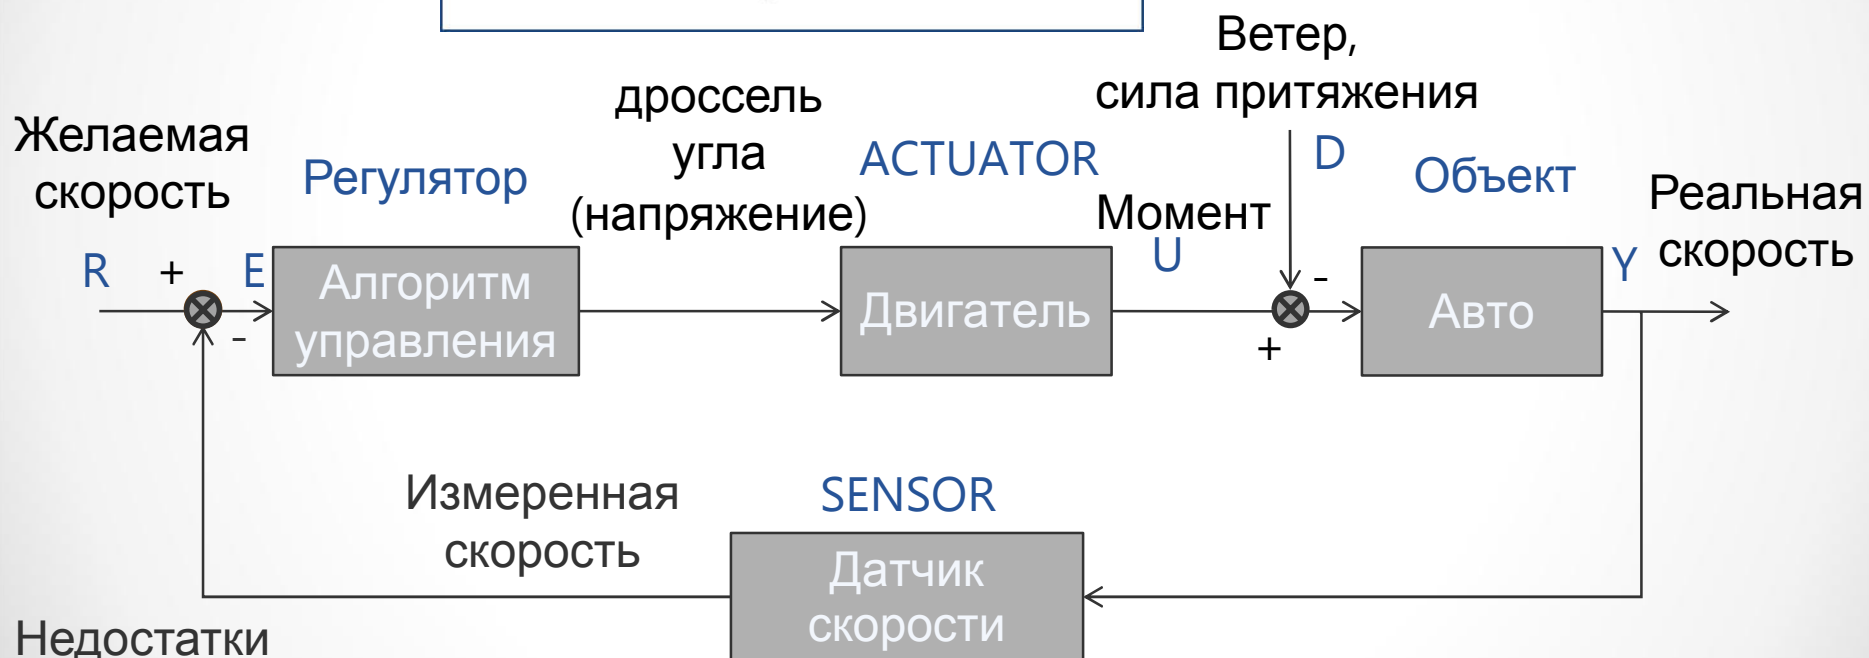 Ветер,
сила притяжения
дроссель
угла
(напряжение)
Желаемая
скорость
Регулятор
ACTUATOR
D
Объект
Реальная
скорость
Момент
U
R
+
E
Алгоритм
управления
Двигатель
-
+
Авто
Y
-
Измеренная
скорость
SENSOR
Датчик
скорости
Недостатки